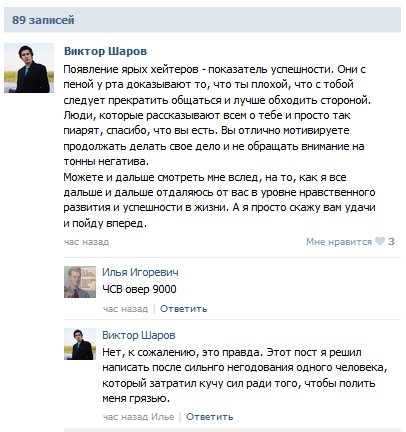 89 записей
Виктор Шаров
Появление ярых хейтеров - показатель успешности. Они с
пеной у рта доказывают то, что ты плохой, что с тобой
следует прекратить общаться и лучше обходить стороной.
Люди, которые рассказывают всем о тебе и просто так
пиарят, спасибо, что вы есть. Вы отлично мотивируете
продолжать делать свое дело и не обращать внимание на
тонны негатива.
Можете и дальше смотреть мне вслед, на то, как я все
дальше и дальше отдаляюсь от вас в уровне нравственного
развития и успешности в жизни. А я просто скажу вам удачи
и пойду вперед.
час назад Мне нравится 3
Илья Игоревич
ЧСВ овер 9000
час назад | Ответить
Виктор Шаров
Нет, к сожалению, это правда. Этот пост я решил
написать после сильнго негодования одного человека,
который затратил кучу сил ради того, чтобы полить
меня грязью.
час назад Илье | Ответить